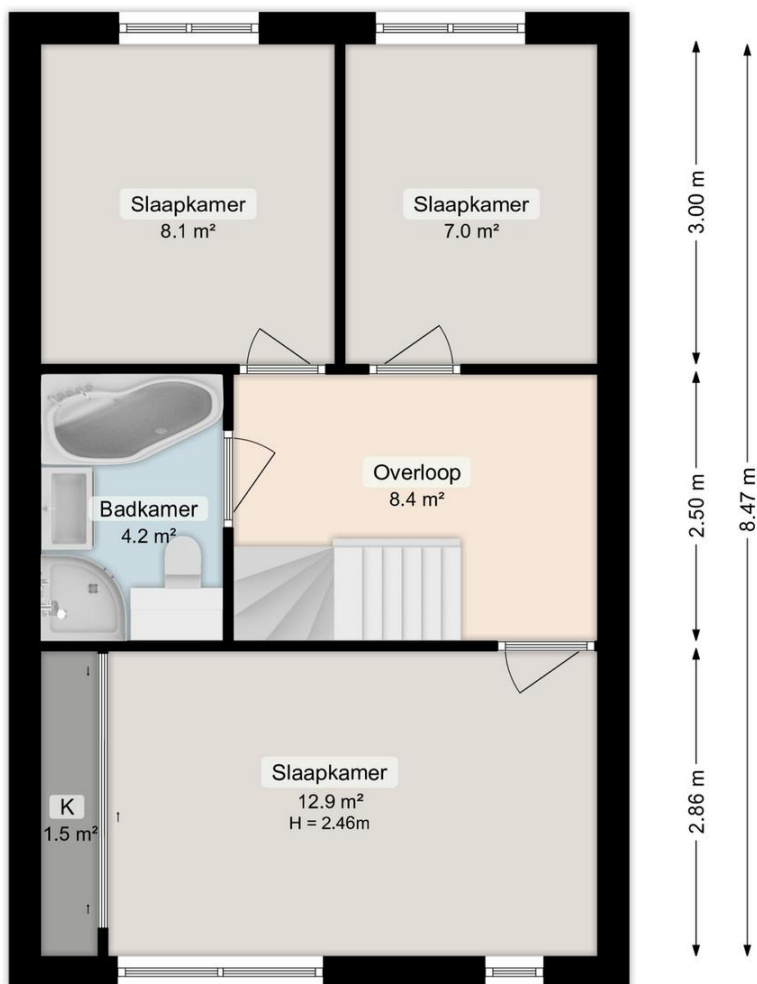 Slaapkamer
8.1 m²
Slaapkamer
7.0 m²
3.00 m
Overloop
8.4 m²
Badkamer
4.2 m²
2.50 m
8.47 m
Slaapkamer
12.9 m²
H = 2.46m
K
1.5 m²
2.86 m